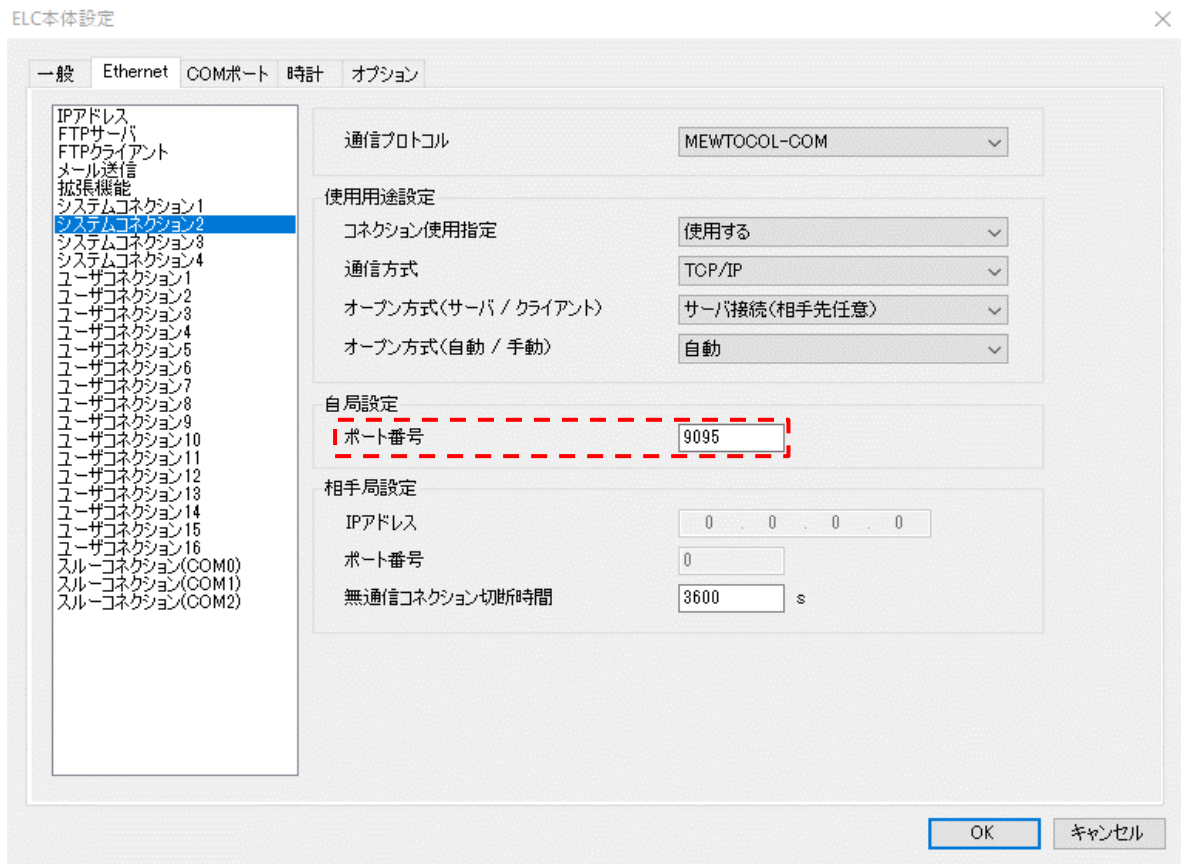 ELC本体設定
一般 Ethernet COMポート 時計 オプション
IPアドレス
FTPサーバ
FTPクライアント
メール送信
拡張機能
システムコネクション1
システムコネクション2
システムコネクション3
システムコネクション4
ユーザコネクション1
ユーザコネクション2
ユーザコネクション3
ユーザコネクション4
ユーザコネクション5
ユーザコネクション6
ユーザコネクション7
ユーザコネクション8
ユーザコネクション9
ユーザコネクション10
ユーザコネクション11
ユーザコネクション12
ユーザコネクション13
ユーザコネクション14
ユーザコネクション15
ユーザコネクション16
スルーコネクション(COM0)
スルーコネクション(COM1)
スルーコネクション(COM2)
通信プロトコル MEWTOCOL-COM
使用用途設定
コネクション使用指定 使用する
通信方式 TCP/IP
オープン方式(サーバ / クライアント) サーバ接続(相手先任意)
オープン方式(自動 / 手動) 自動
自局設定
ポート番号 9095
相手局設定
IPアドレス 0 . 0 . 0 . 0
ポート番号 0
無通信コネクション切断時間 3600 s
OK キャンセル